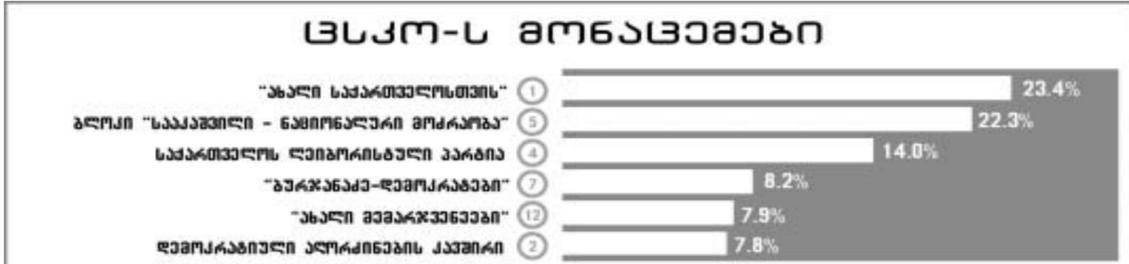 ცსკო-ს მონაცემები
"ახალი საქართველოსთვის" 1 23.4%
ბლოკი "სააკაშვილი - ნაციონალური მოძრაობა" 5 22.3%
საქართველოს ლეიბორისტული პარტია 4 14.0%
"ბურჯანაძე-დემოკრატები" 7 8.2%
"ახალი მემარჯვენეები" 12 7.9%
დემოკრატიული აღორძინების კავშირი 2 7.8%